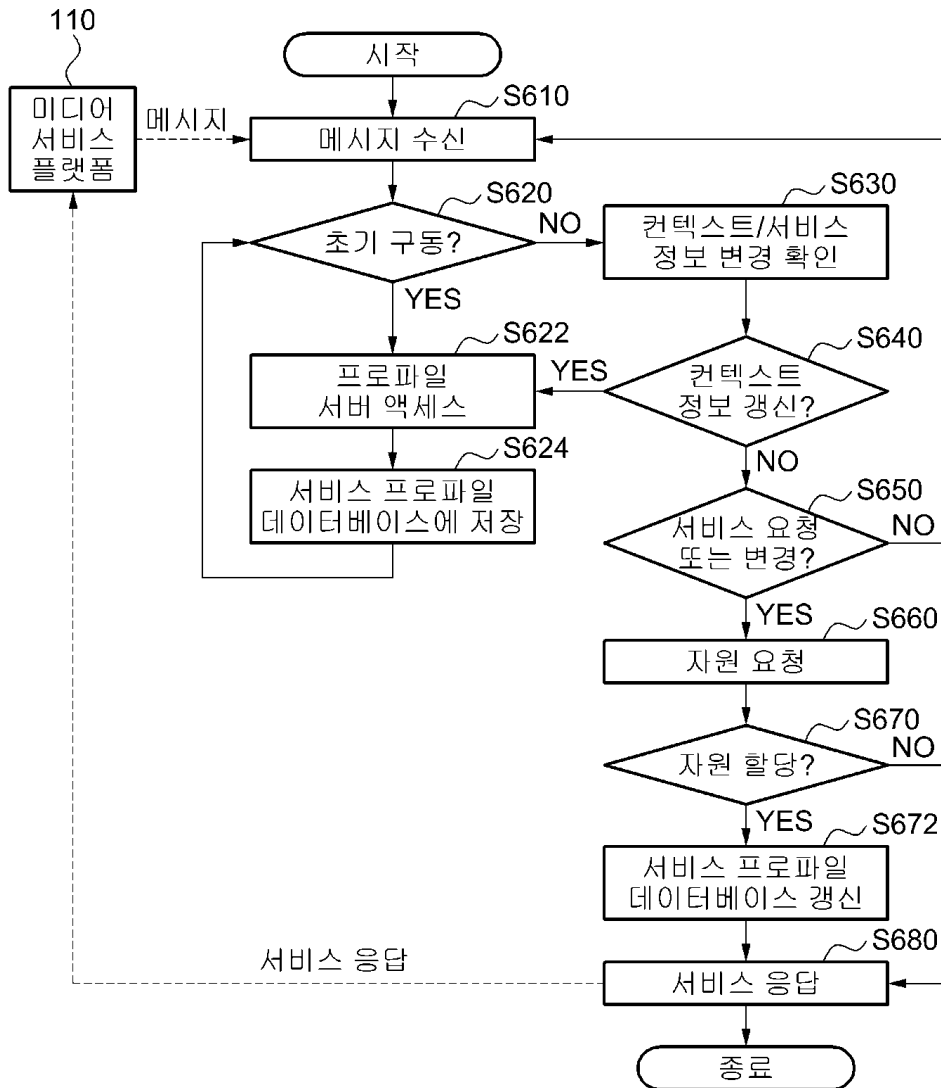 110
미디어
서비스
플랫폼
메시지
시작
S610
메시지 수신
S620
초기 구동?
NO
YES
S630
컨텍스트/서비스
정보 변경 확인
S622
프로파일
서버 액세스
YES
S640
컨텍스트
정보 갱신?
NO
S624
서비스 프로파일
데이터베이스에 저장
S650
서비스 요청
또는 변경?
NO
YES
S660
자원 요청
S670
자원 할당?
NO
YES
S672
서비스 프로파일
데이터베이스 갱신
S680
서비스 응답
서비스 응답
종료